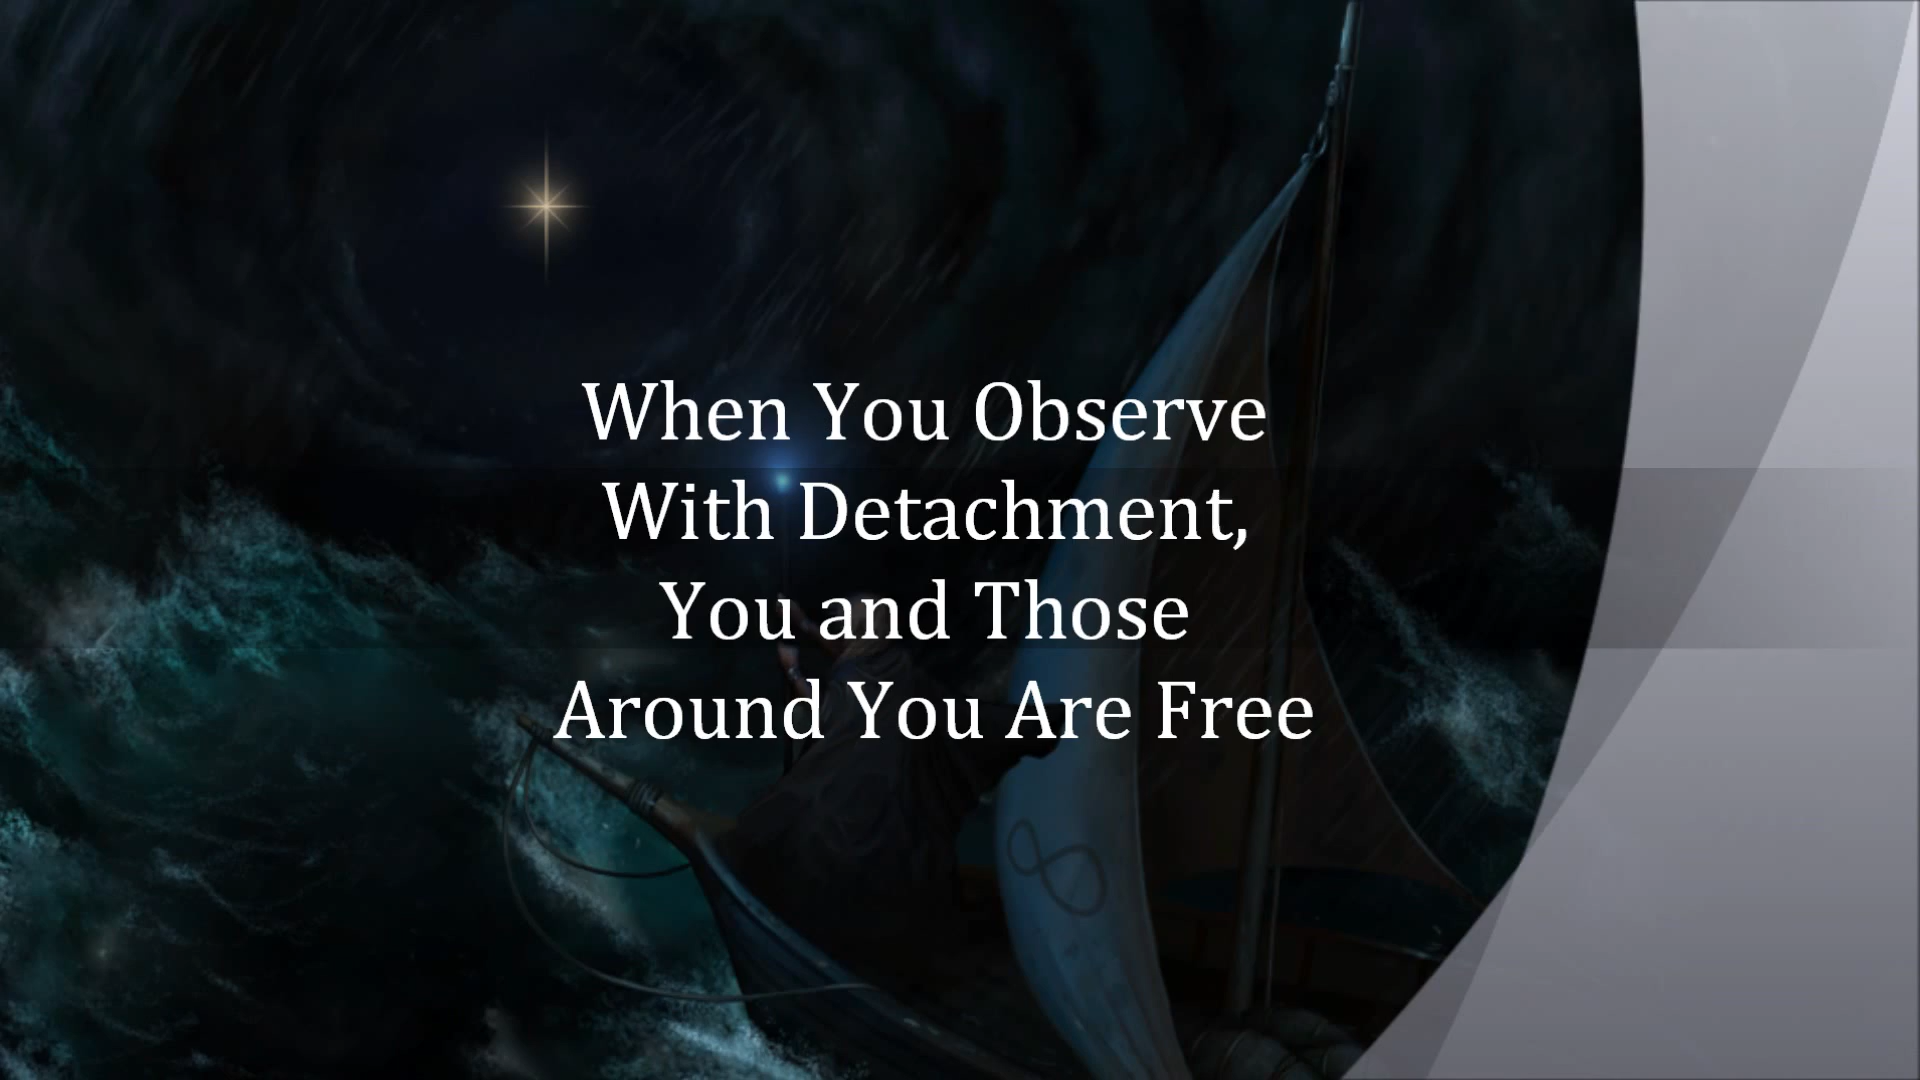 When You Observe
With Detachment,
You and Those
Around You Are Free